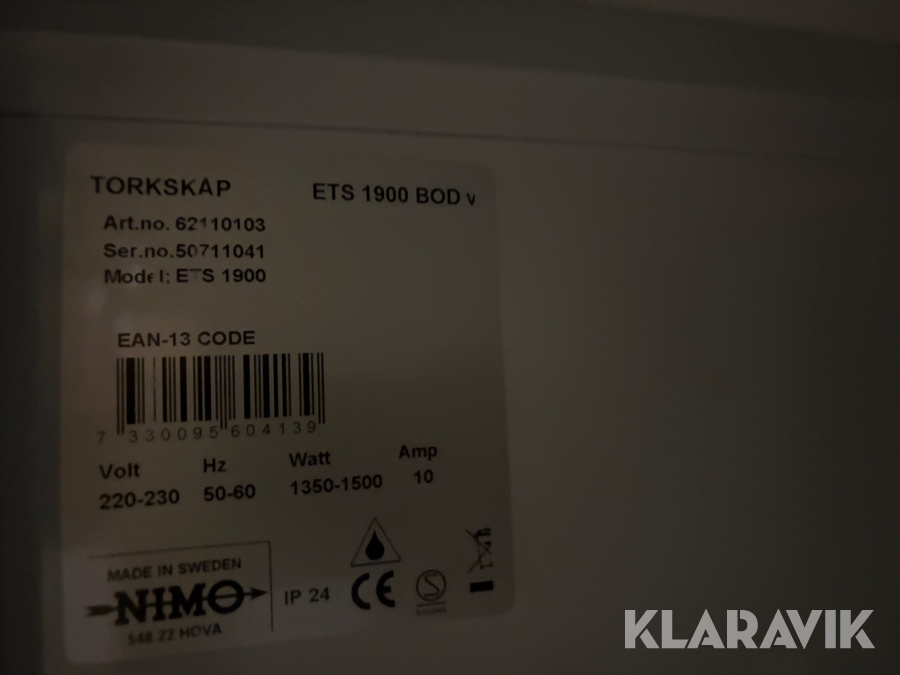 TORKSKÅP ETS 1900 BOD v
Art.no. 62110103
Ser.no.50711041
Model: ETS 1900
EAN-13 CODE
7 330095 604139
Volt Hz Watt Amp
220-230 50-60 1350-1500 10
MADE IN SWEDEN
NIMO
548 22 HOVA
IP 24
CE
S
KLARAVIK